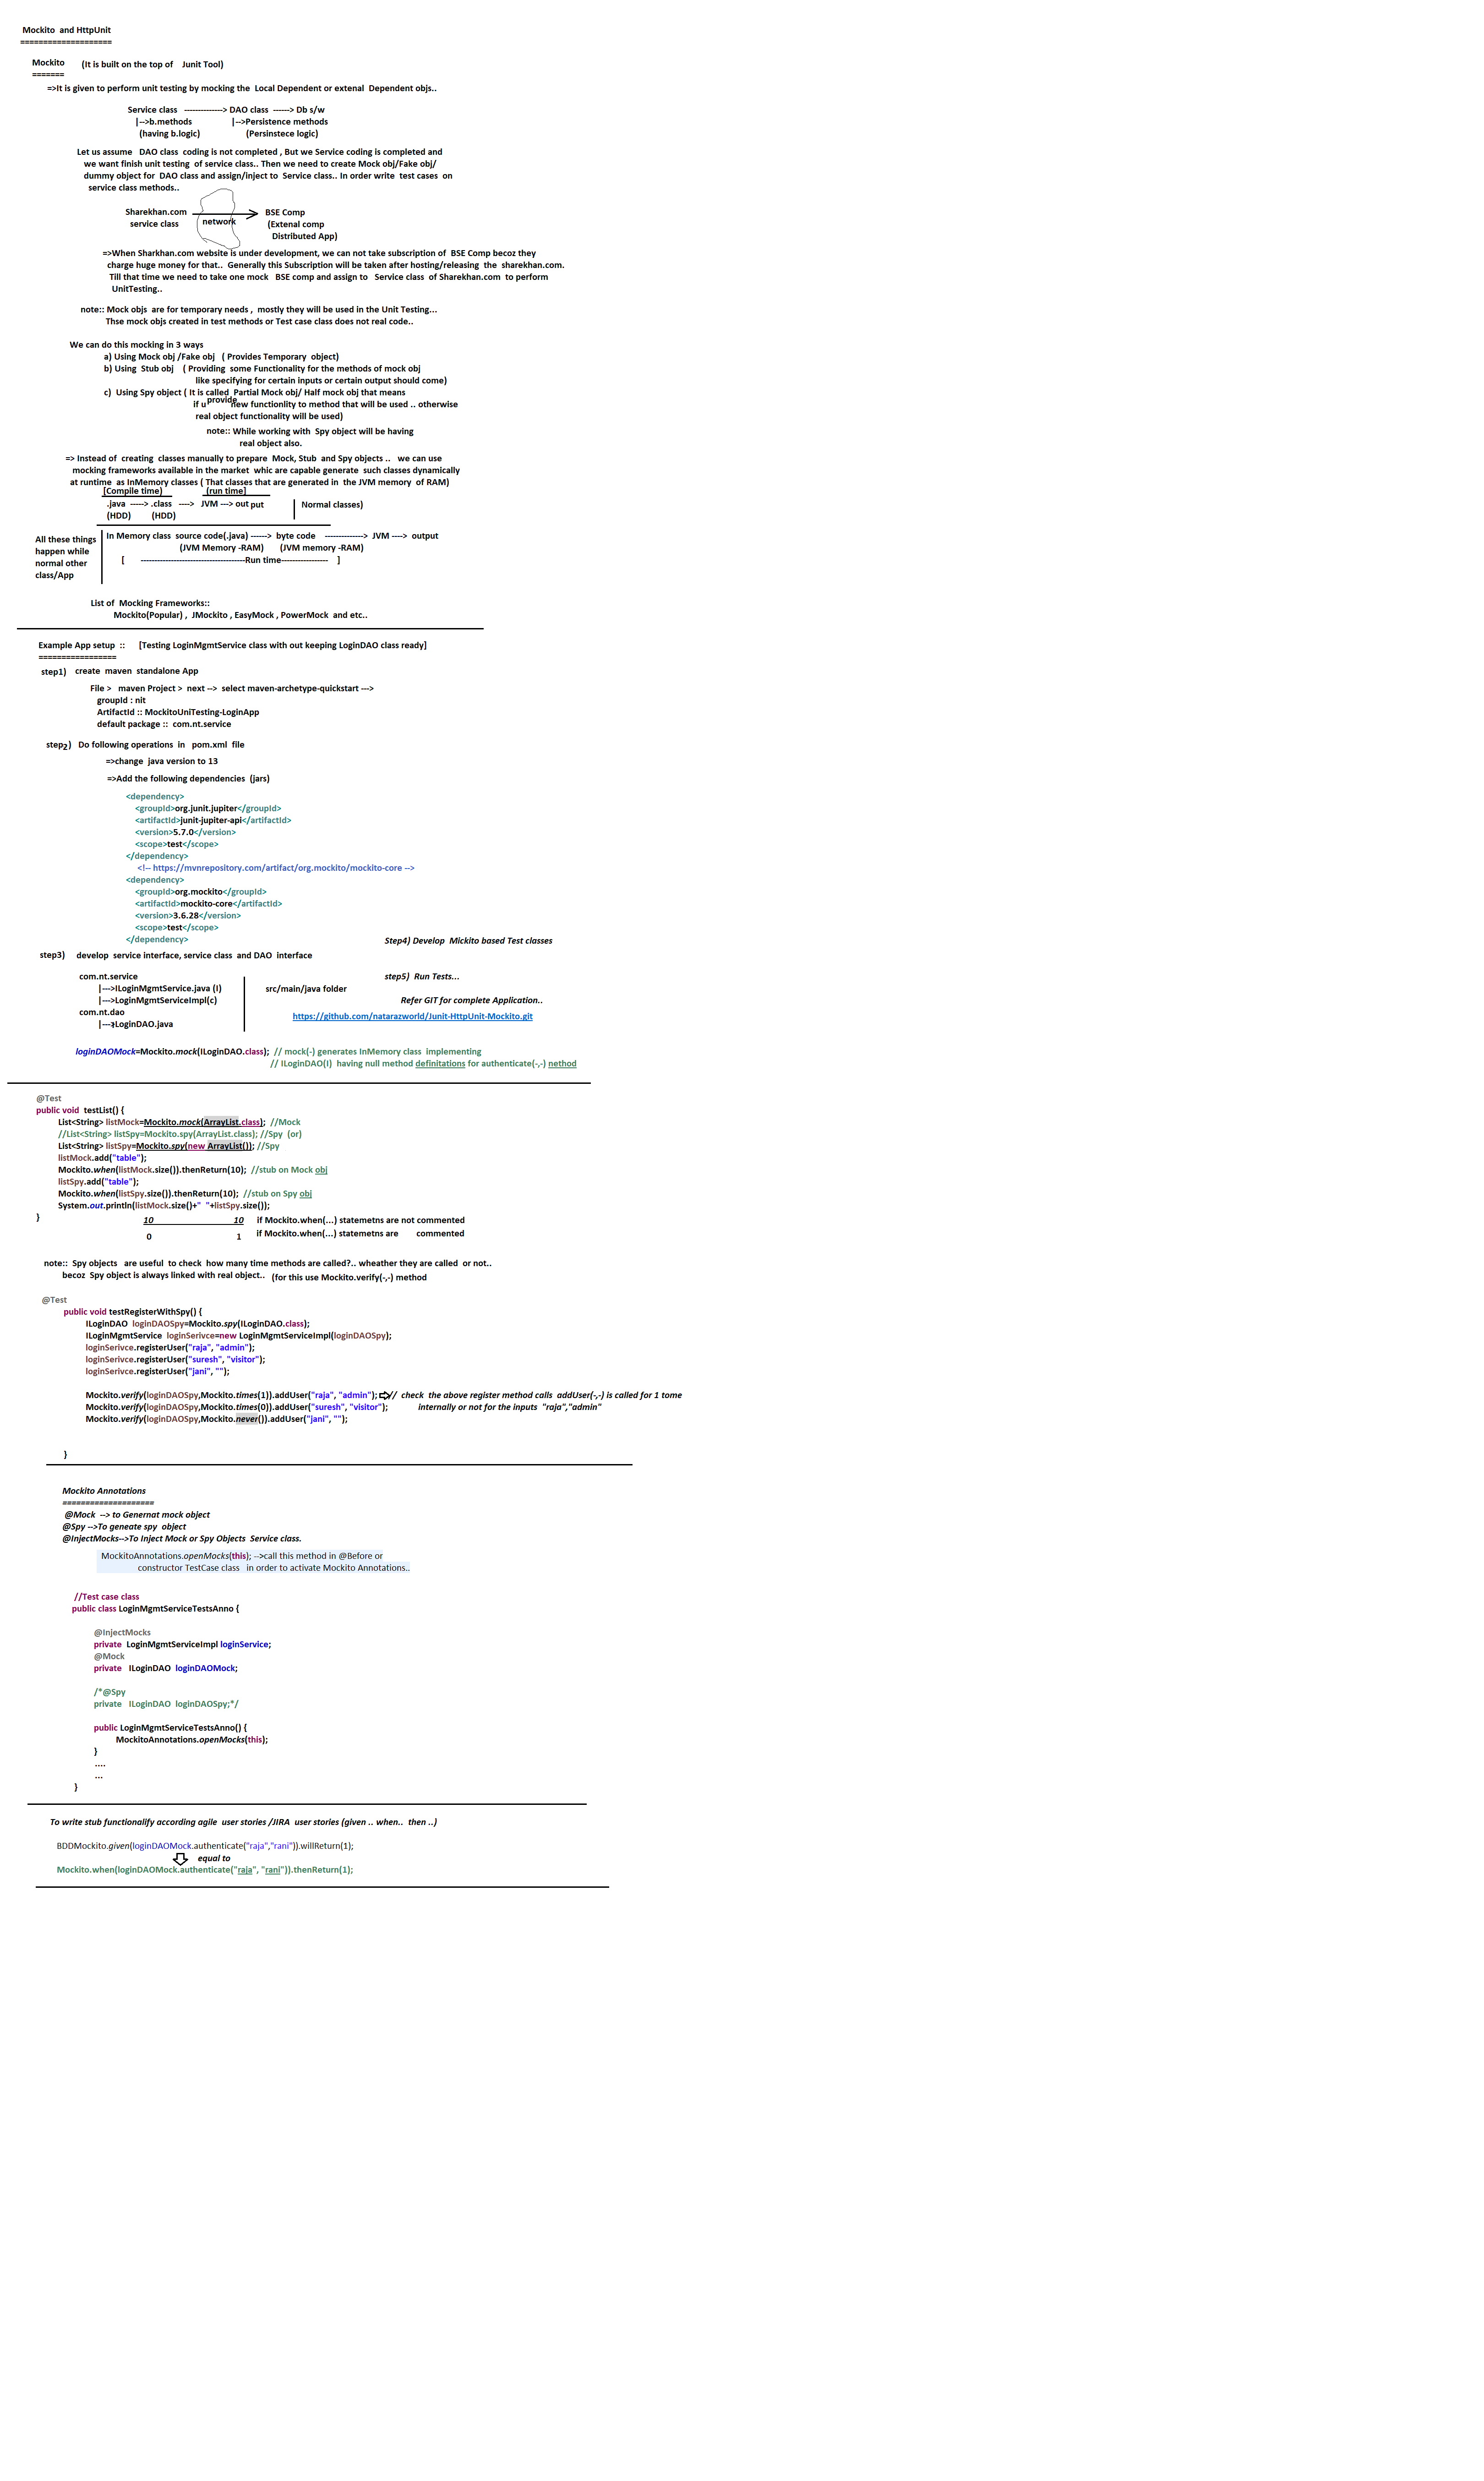 Mockito and HttpUnit
====================
Mockito (It is built on the top of Junit Tool)
=======
=>It is given to perform unit testing by mocking the Local Dependent or extenal Dependent objs..
Service class --------------> DAO class ------> Db s/w
|-->b.methods |-->Persistence methods
(having b.logic) (Persinstece logic)
Let us assume DAO class coding is not completed , But we Service coding is completed and
we want finish unit testing of service class.. Then we need to create Mock obj/Fake obj/
dummy object for DAO class and assign/inject to Service class.. In order write test cases on
service class methods..
Sharekhan.com network BSE Comp
service class (Extenal comp
Distributed App)
=>When Sharkhan.com website is under development, we can not take subscription of BSE Comp becoz they
charge huge money for that.. Generally this Subscription will be taken after hosting/releasing the sharekhan.com.
Till that time we need to take one mock BSE comp and assign to Service class of Sharekhan.com to perform
UnitTesting..
note:: Mock objs are for temporary needs , mostly they will be used in the Unit Testing...
Thse mock objs created in test methods or Test case class does not real code..
We can do this mocking in 3 ways
a) Using Mock obj /Fake obj ( Provides Temporary object)
b) Using Stub obj ( Providing some Functionality for the methods of mock obj
like specifying for certain inputs or certain output should come)
c) Using Spy object ( It is called Partial Mock obj/ Half mock obj that means
if u provide new functionlity to method that will be used .. otherwise
real object functionality will be used)
note:: While working with Spy object will be having
real object also.
=> Instead of creating classes manually to prepare Mock, Stub and Spy objects .. we can use
mocking frameworks available in the market whic are capable generate such classes dynamically
at runtime as InMemory classes ( That classes that are generated in the JVM memory of RAM)
[Compile time) (run time]
.java -----> .class ----> JVM ---> out put Normal classes)
(HDD) (HDD)
All these things
happen while
normal other
class/App
In Memory class source code(.java) ------> byte code --------------> JVM ----> output
(JVM Memory -RAM) (JVM memory -RAM)
[ --------------------------------------Run time----------------- ]
List of Mocking Frameworks::
Mockito(Popular) , JMockito , EasyMock , PowerMock and etc..
Example App setup :: [Testing LoginMgmtService class with out keeping LoginDAO class ready]
=================
step1) create maven standalone App
File > maven Project > next --> select maven-archetype-quickstart --->
groupId : nit
ArtifactId :: MockitoUniTesting-LoginApp
default package :: com.nt.service
step2) Do following operations in pom.xml file
=>change java version to 13
=>Add the following dependencies (jars)
<dependency>
<groupId>org.junit.jupiter</groupId>
<artifactId>junit-jupiter-api</artifactId>
<version>5.7.0</version>
<scope>test</scope>
</dependency>
<!-- https://mvnrepository.com/artifact/org.mockito/mockito-core -->
<dependency>
<groupId>org.mockito</groupId>
<artifactId>mockito-core</artifactId>
<version>3.6.28</version>
<scope>test</scope>
</dependency>
Step4) Develop Mickito based Test classes
step3) develop service interface, service class and DAO interface
com.nt.service
|--->ILoginMgmtService.java (I)
|--->LoginMgmtServiceImpl(c)
com.nt.dao
|--->ILoginDAO.java
src/main/java folder
step5) Run Tests...
Refer GIT for complete Application..
https://github.com/natarazworld/Junit-HttpUnit-Mockito.git
loginDAOMock=Mockito.mock(ILoginDAO.class); // mock(-) generates InMemory class implementing
// ILoginDAO(I) having null method definitations for authenticate(-,-) nethod
@Test
public void testList() {
List<String> listMock=Mockito.mock(ArrayList.class); //Mock
//List<String> listSpy=Mockito.spy(ArrayList.class); //Spy (or)
List<String> listSpy=Mockito.spy(new ArrayList()); //Spy
listMock.add("table");
Mockito.when(listMock.size()).thenReturn(10); //stub on Mock obj
listSpy.add("table");
Mockito.when(listSpy.size()).thenReturn(10); //stub on Spy obj
System.out.println(listMock.size()+" "+listSpy.size());
}
10 10 if Mockito.when(...) statemetns are not commented
0 1 if Mockito.when(...) statemetns are commented
note:: Spy objects are useful to check how many time methods are called?.. wheather they are called or not..
becoz Spy object is always linked with real object.. (for this use Mockito.verify(-,-) method
@Test
public void testRegisterWithSpy() {
ILoginDAO loginDAOSpy=Mockito.spy(ILoginDAO.class);
ILoginMgmtService loginSerivce=new LoginMgmtServiceImpl(loginDAOSpy);
loginSerivce.registerUser("raja", "admin");
loginSerivce.registerUser("suresh", "visitor");
loginSerivce.registerUser("jani", "");
Mockito.verify(loginDAOSpy,Mockito.times(1)).addUser("raja", "admin"); // check the above register method calls addUser(-,-) is called for 1 tome
Mockito.verify(loginDAOSpy,Mockito.times(0)).addUser("suresh", "visitor"); internally or not for the inputs "raja","admin"
Mockito.verify(loginDAOSpy,Mockito.never()).addUser("jani", "");
}
Mockito Annotations
====================
@Mock --> to Genernat mock object
@Spy -->To geneate spy object
@InjectMocks-->To Inject Mock or Spy Objects Service class.
MockitoAnnotations.openMocks(this); -->call this method in @Before or
constructor TestCase class in order to activate Mockito Annotations..
//Test case class
public class LoginMgmtServiceTestsAnno {
@InjectMocks
private LoginMgmtServiceImpl loginService;
@Mock
private ILoginDAO loginDAOMock;
/*@Spy
private ILoginDAO loginDAOSpy;*/
public LoginMgmtServiceTestsAnno() {
MockitoAnnotations.openMocks(this);
}
....
...
}
To write stub functionalify according agile user stories /JIRA user stories (given .. when.. then ..)
BDDMockito.given(loginDAOMock.authenticate("raja","rani")).willReturn(1);
equal to
Mockito.when(loginDAOMock.authenticate("raja", "rani")).thenReturn(1);